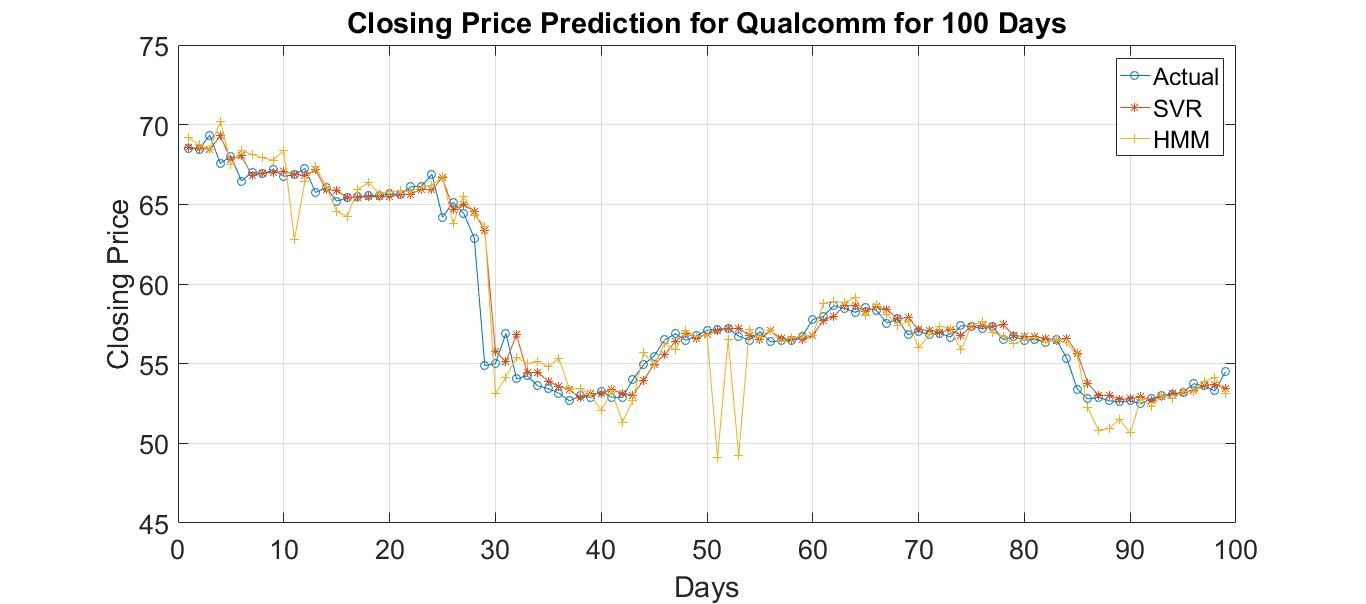 Closing Price Prediction for Qualcomm for 100 Days
75
70
65
60
55
50
45
Closing Price
0 10 20 30 40 50 60 70 80 90 100
Days
Actual
SVR
HMM